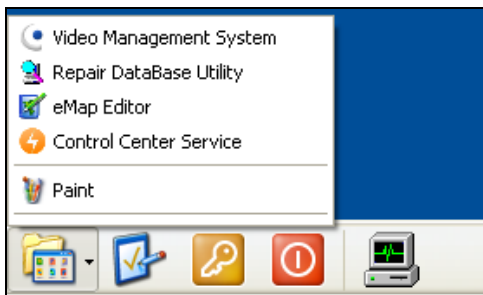 Video Management System
Repair DataBase Utility
eMap Editor
Control Center Service
Paint